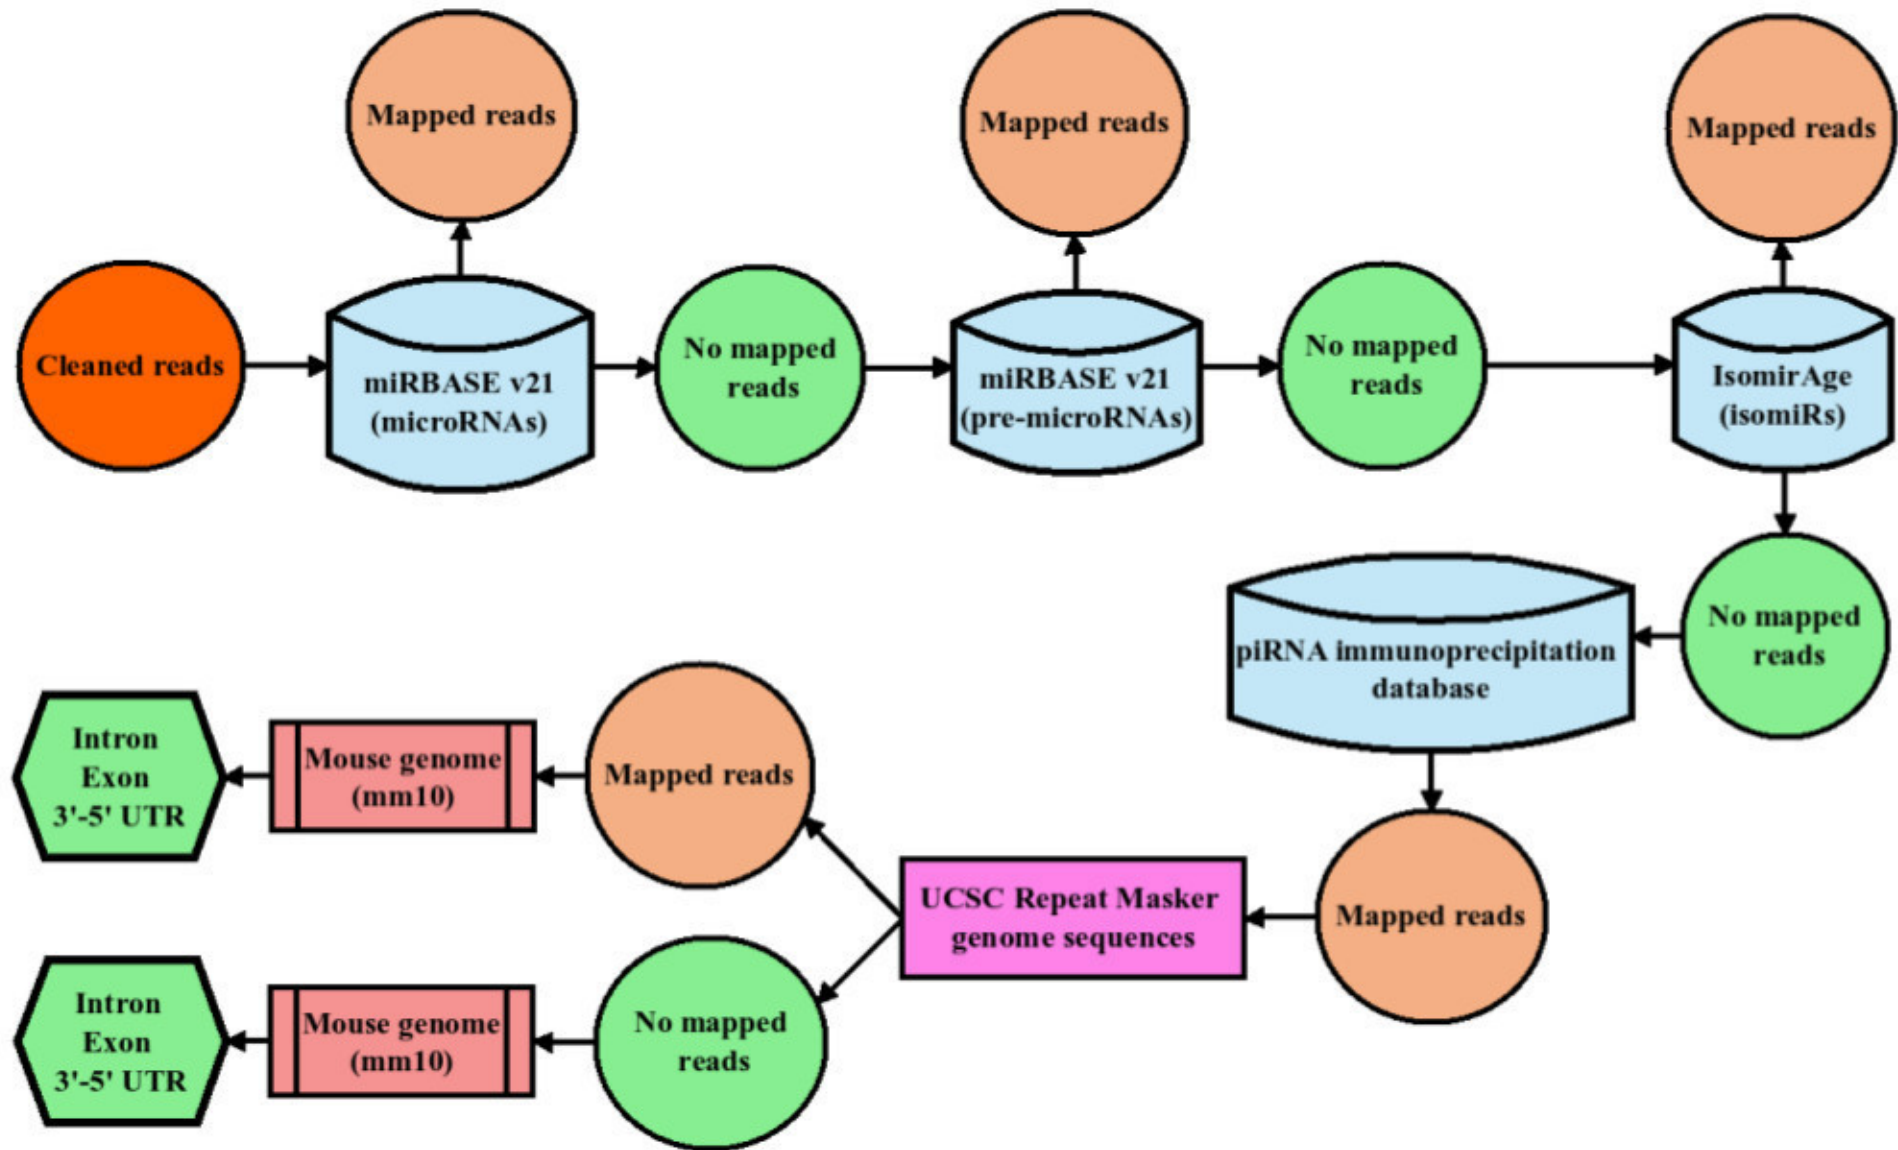 Mapped reads
Mapped reads
Mapped reads
Cleaned reads
miRBASE v21
(microRNAs)
No mapped
reads
miRBASE v21
(pre-microRNAs)
No mapped
reads
IsomirAge
(isomiRs)
No mapped
reads
piRNA immunoprecipitation
database
Mapped reads
UCSC Repeat Masker
genome sequences
Mapped reads
Mouse genome
(mm10)
Intron
Exon
3'-5' UTR
No mapped
reads
Mouse genome
(mm10)
Intron
Exon
3'-5' UTR